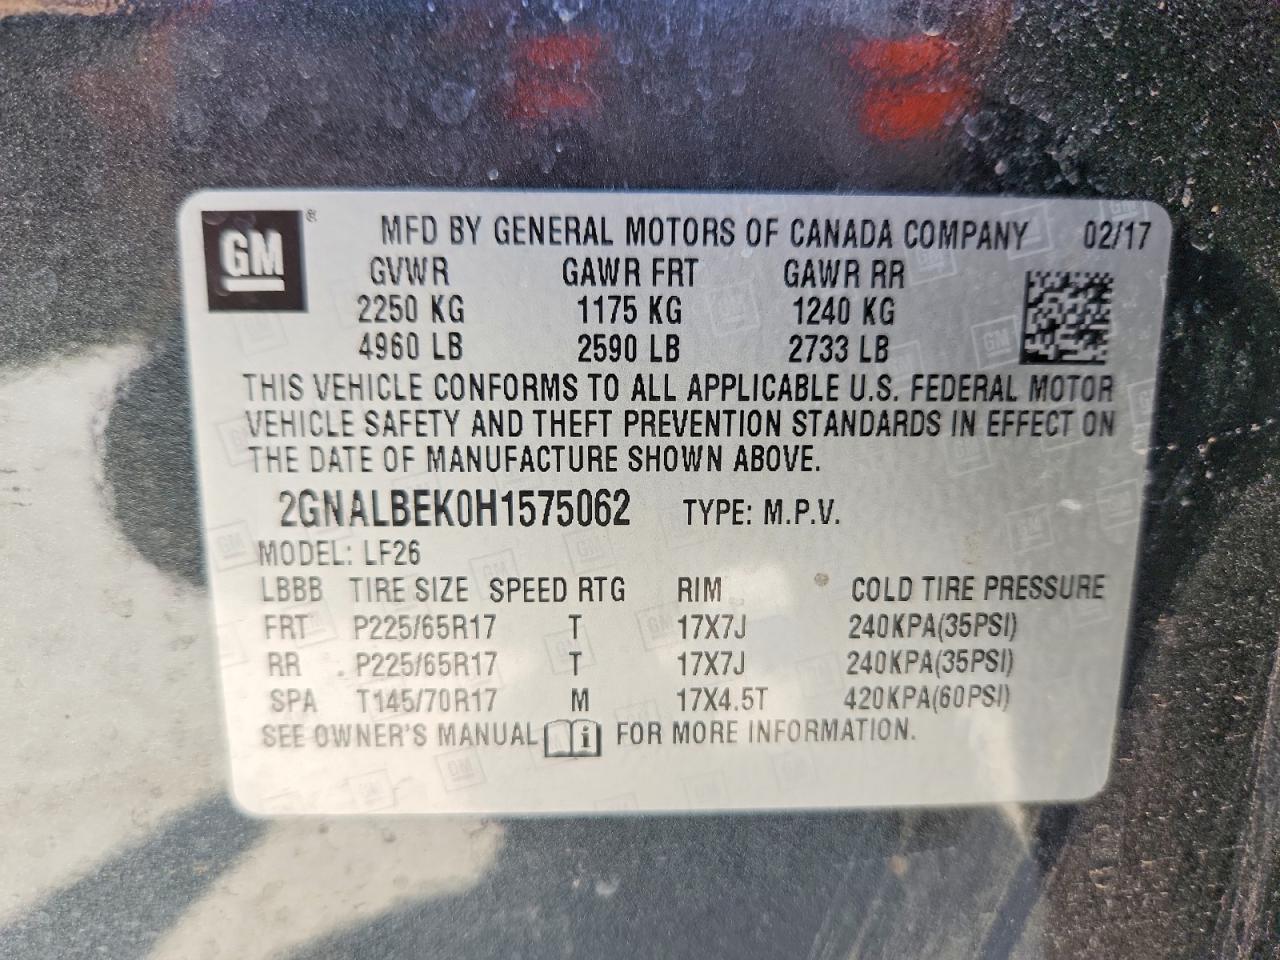 GM ®
MFD BY GENERAL MOTORS OF CANADA COMPANY 02/17
GVWR GAWR FRT GAWR RR
2250 KG 1175 KG 1240 KG
4960 LB 2590 LB 2733 LB
THIS VEHICLE CONFORMS TO ALL APPLICABLE U.S. FEDERAL MOTOR
VEHICLE SAFETY AND THEFT PREVENTION STANDARDS IN EFFECT ON
THE DATE OF MANUFACTURE SHOWN ABOVE.
2GNALBEK0H1575062 TYPE: M.P.V.
MODEL: LF26
LBBB TIRE SIZE SPEED RTG RIM COLD TIRE PRESSURE
FRT P225/65R17 T 17X7J 240KPA(35PSI)
RR P225/65R17 T 17X7J 240KPA(35PSI)
SPA T145/70R17 M 17X4.5T 420KPA(60PSI)
SEE OWNER'S MANUAL i FOR MORE INFORMATION.